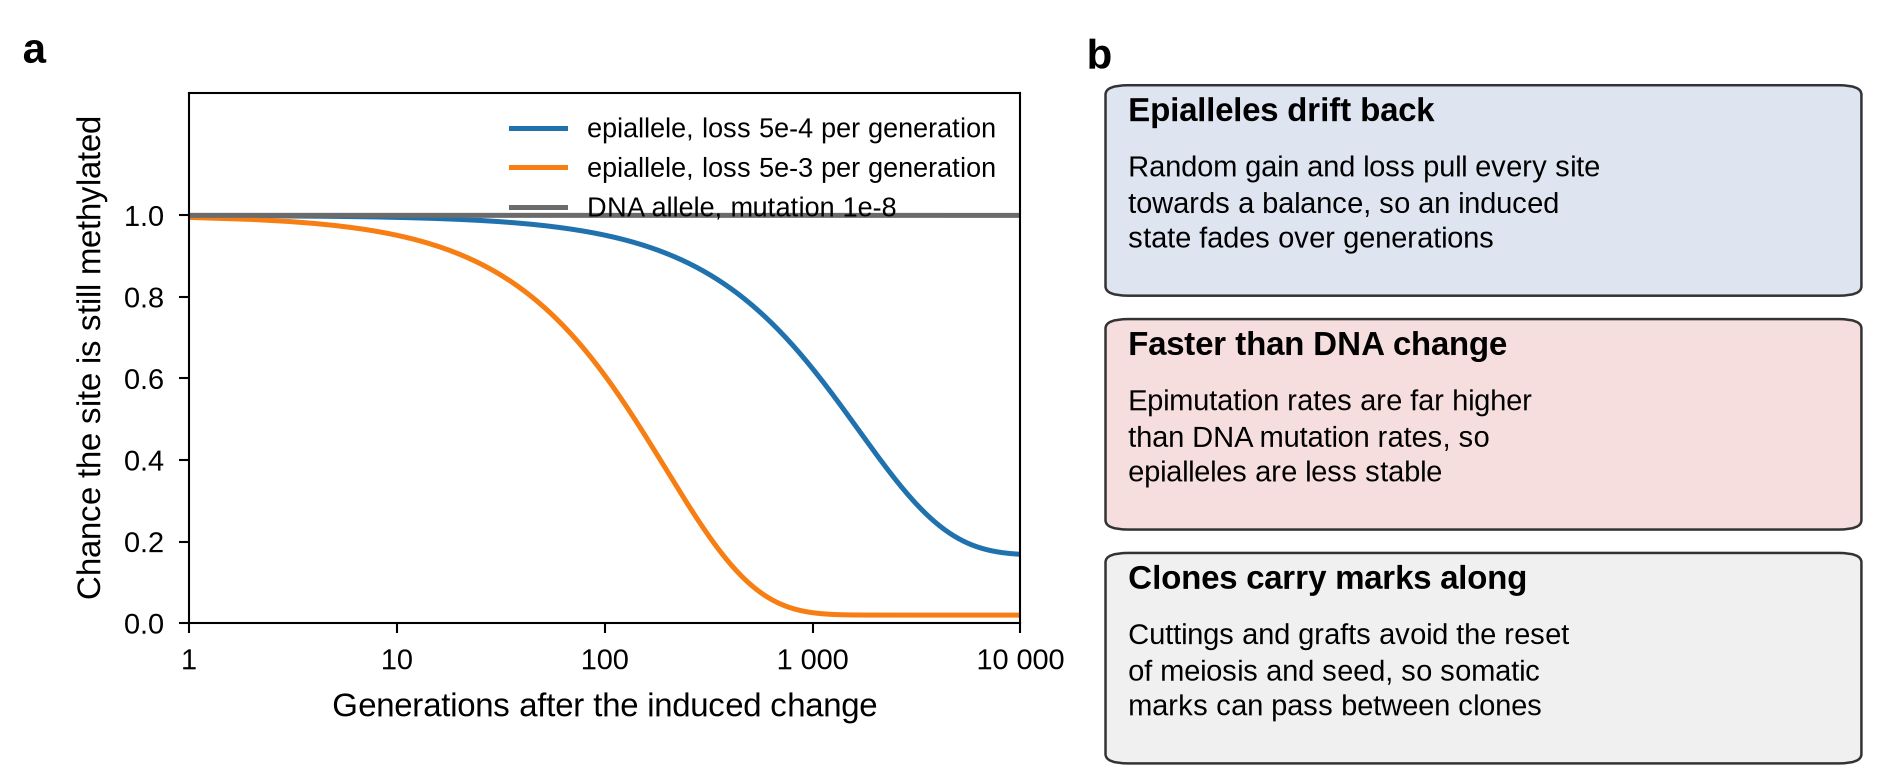 a
epiallele, loss 5e-4 per generation
epiallele, loss 5e-3 per generation
DNA allele, mutation 1e-8
Chance the site is still methylated
1.0
0.8
0.6
0.4
0.2
0.0
1
10
100
1 000
10 000
Generations after the induced change
b
Epialleles drift back
Random gain and loss pull every site
towards a balance, so an induced
state fades over generations
Faster than DNA change
Epimutation rates are far higher
than DNA mutation rates, so
epialleles are less stable
Clones carry marks along
Cuttings and grafts avoid the reset
of meiosis and seed, so somatic
marks can pass between clones